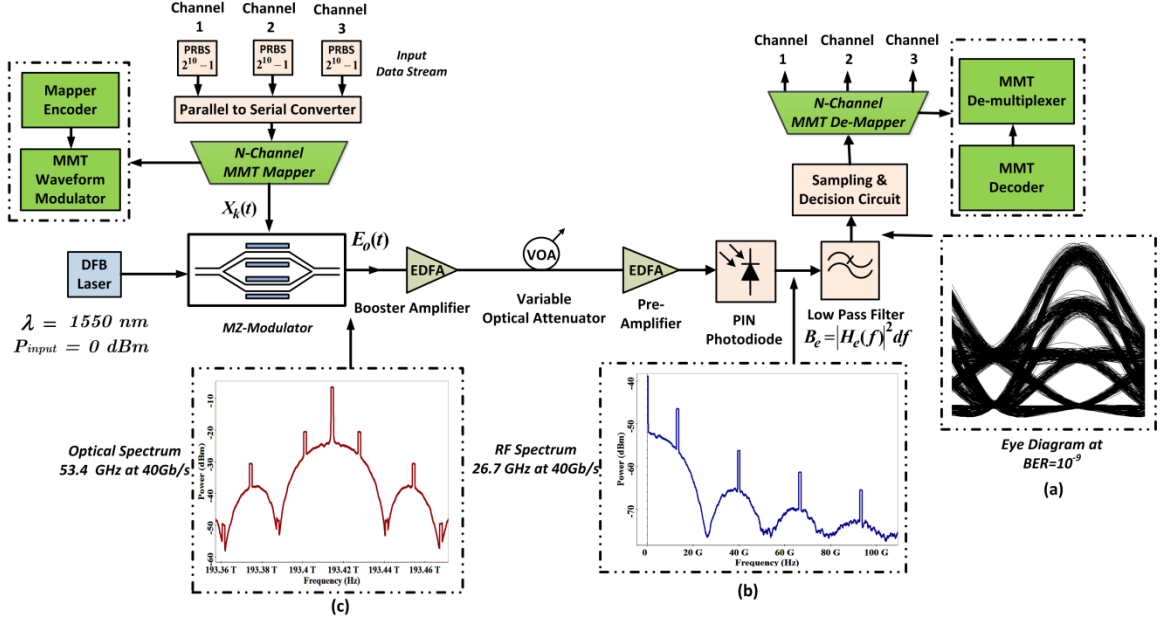 Channel
1
Channel
2
Channel
3
PRBS
2^10 − 1
PRBS
2^10 − 1
PRBS
2^10 − 1
Input
Data Stream
Parallel to Serial Converter
N-Channel
MMT Mapper
Mapper
Encoder
MMT
Waveform
Modulator
X_k(t)
DFB
Laser
λ = 1550 nm
P_input = 0 dBm
MZ-Modulator
E_o(t)
EDFA
Booster Amplifier
VOA
Variable
Optical Attenuator
EDFA
Pre-
Amplifier
PIN
Photodiode
Low Pass Filter
B_e = |H_e(f)|^2 df
Sampling &
Decision Circuit
N-Channel
MMT De-Mapper
Channel
1
Channel
2
Channel
3
MMT
De-multiplexer
MMT
Decoder
Eye Diagram at
BER=10^-9
(a)
Optical Spectrum
53.4 GHz at 40Gb/s
Power (dBm)
-10
-20
-30
-40
-50
-60
193.36 T
193.38 T
193.4 T
193.42 T
193.44 T
193.46 T
Frequency (Hz)
(c)
RF Spectrum
26.7 GHz at 40Gb/s
Power (dBm)
-40
-50
-60
-70
0
20 G
40 G
60 G
80 G
100 G
Frequency (Hz)
(b)